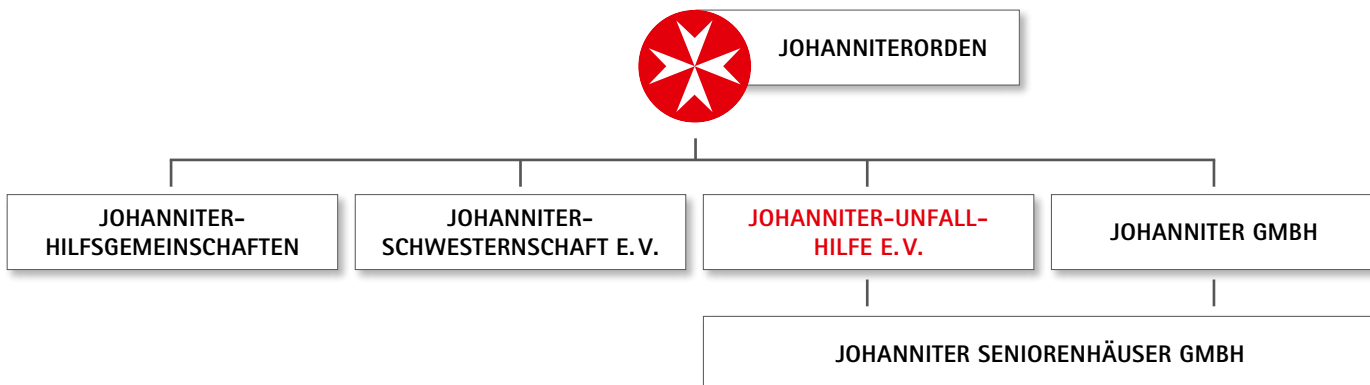 JOHANNITERORDEN
JOHANNITER-
HILFSGEMEINSCHAFTEN
JOHANNITER-
SCHWESTERNSCHAFT E. V.
JOHANNITER-UNFALL-
HILFE E. V.
JOHANNITER GMBH
JOHANNITER SENIORENHÄUSER GMBH